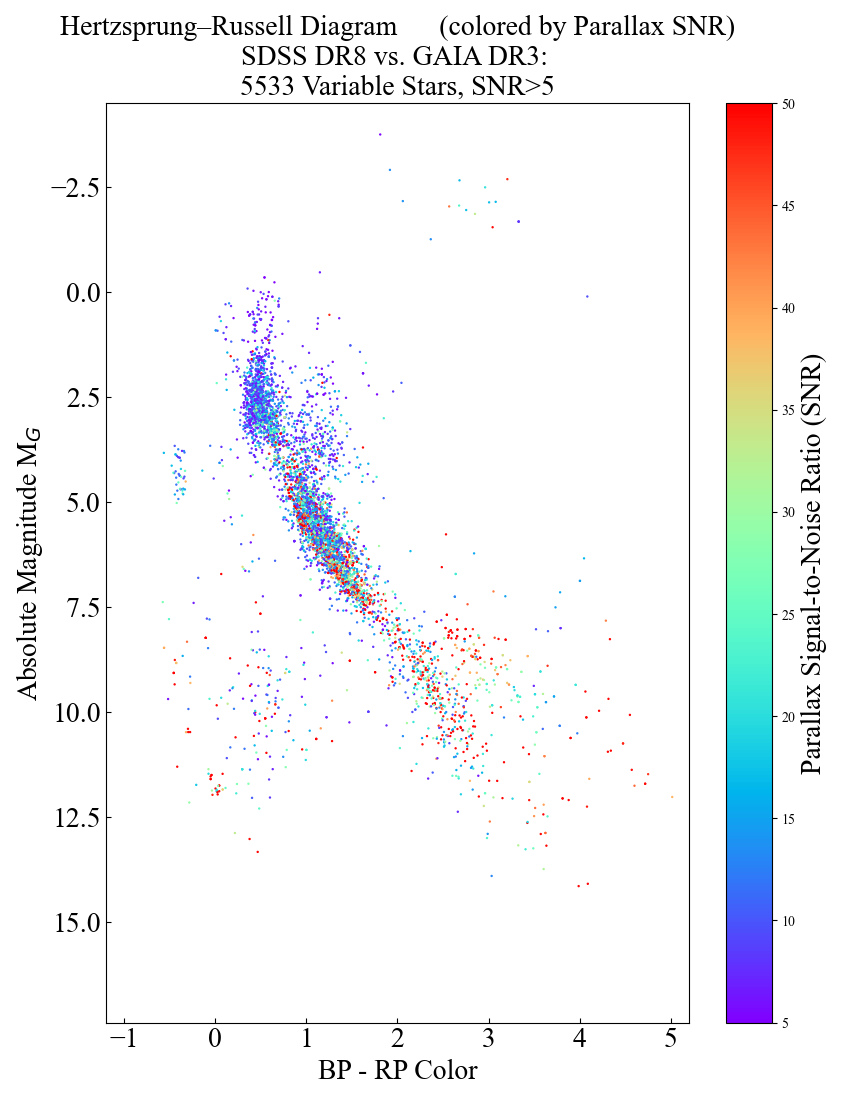 Hertzsprung–Russell Diagram (colored by Parallax SNR)
SDSS DR8 vs. GAIA DR3:
5533 Variable Stars, SNR>5
Absolute Magnitude M_G
−2.5
0.0
2.5
5.0
7.5
10.0
12.5
15.0
−1 0 1 2 3 4 5
BP - RP Color
50
45
40
35
30
25
20
15
10
5
Parallax Signal-to-Noise Ratio (SNR)